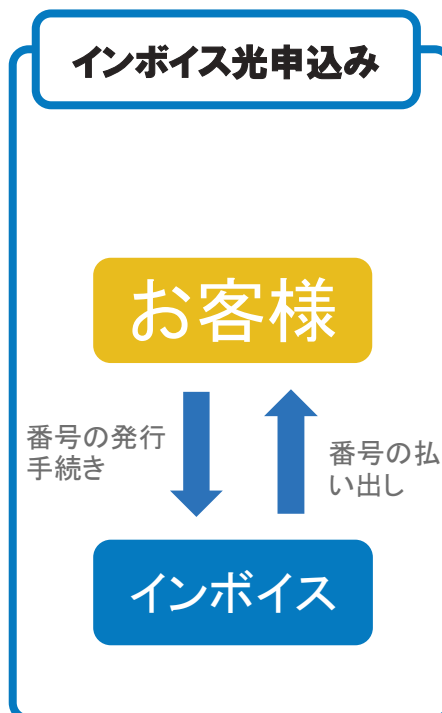 インボイス光申込み
お客様
番号の発行
手続き
番号の払
い出し
インボイス